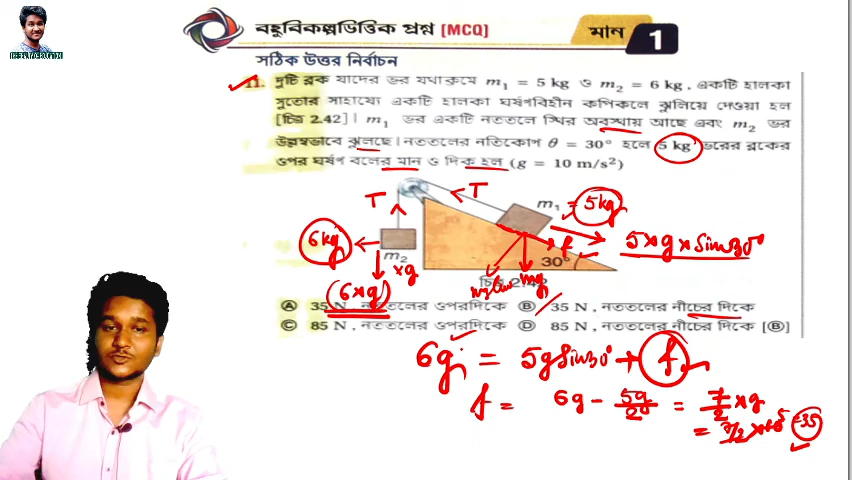 বহুবিকল্পভিত্তিক প্রশ্ন [MCQ] মান 1
সঠিক উত্তর নির্বাচন
11. দুটি ব্লক যাদের ভর যথাক্রমে m₁ = 5 kg ও m₂ = 6 kg, একটি হালকা
সুতোর সাহায্যে একটি হালকা ঘর্ষণবিহীন কপিকলে ঝুলিয়ে দেওয়া হল
[চিত্র 2.42]। m₁ ভর একটি নততলে স্থির অবস্থায় আছে এবং m₂ ভর
উল্লম্বভাবে ঝুলছে। নততলের নতিকোণ θ = 30° হলে 5 kg ভরের ব্লকের
ওপর ঘর্ষণ বলের মান ও দিক হল (g = 10 m/s²)
T T m₁ = 5kg
6kg 5×g×sin30°
m₂ f 30°
×g mg
(6×g) চিত্র 2.42
Ⓐ 35 N, নততলের ওপরদিকে Ⓑ 35 N, নততলের নীচের দিকে
Ⓒ 85 N, নততলের ওপরদিকে Ⓓ 85 N, নততলের নীচের দিকে [Ⓑ]
6g = 5g sin30° + f
f = 6g - 5g/2 = 7/2 × g
= 7/2 × 10 5 = 35